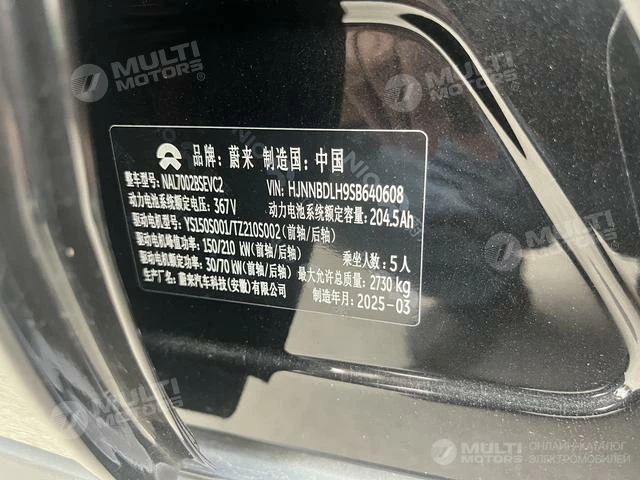 品牌: 蔚来 制造国: 中国
整车型号: NAL7002BSEVC2 VIN: HJNNBDLH9SB640608
动力电池系统额定电压: 367V 动力电池系统额定容量: 204.5Ah
驱动电机型号: YS150S001/TZ210S002(前轴/后轴)
驱动电机峰值功率: 150/210 kW(前轴/后轴) 乘坐人数: 5人
驱动电机额定功率: 30/70 kW(前轴/后轴) 最大允许总质量: 2730 kg
生产厂名: 蔚来汽车科技(安徽)有限公司 制造年月: 2025-03
MULTI MOTORS®
MULTI MOTORS
MULTI MOTORS
MULTI MOTORS
MULTI MOTORS ОНЛАЙН-КАТАЛОГ ЭЛЕКТРОМОБИЛЕЙ